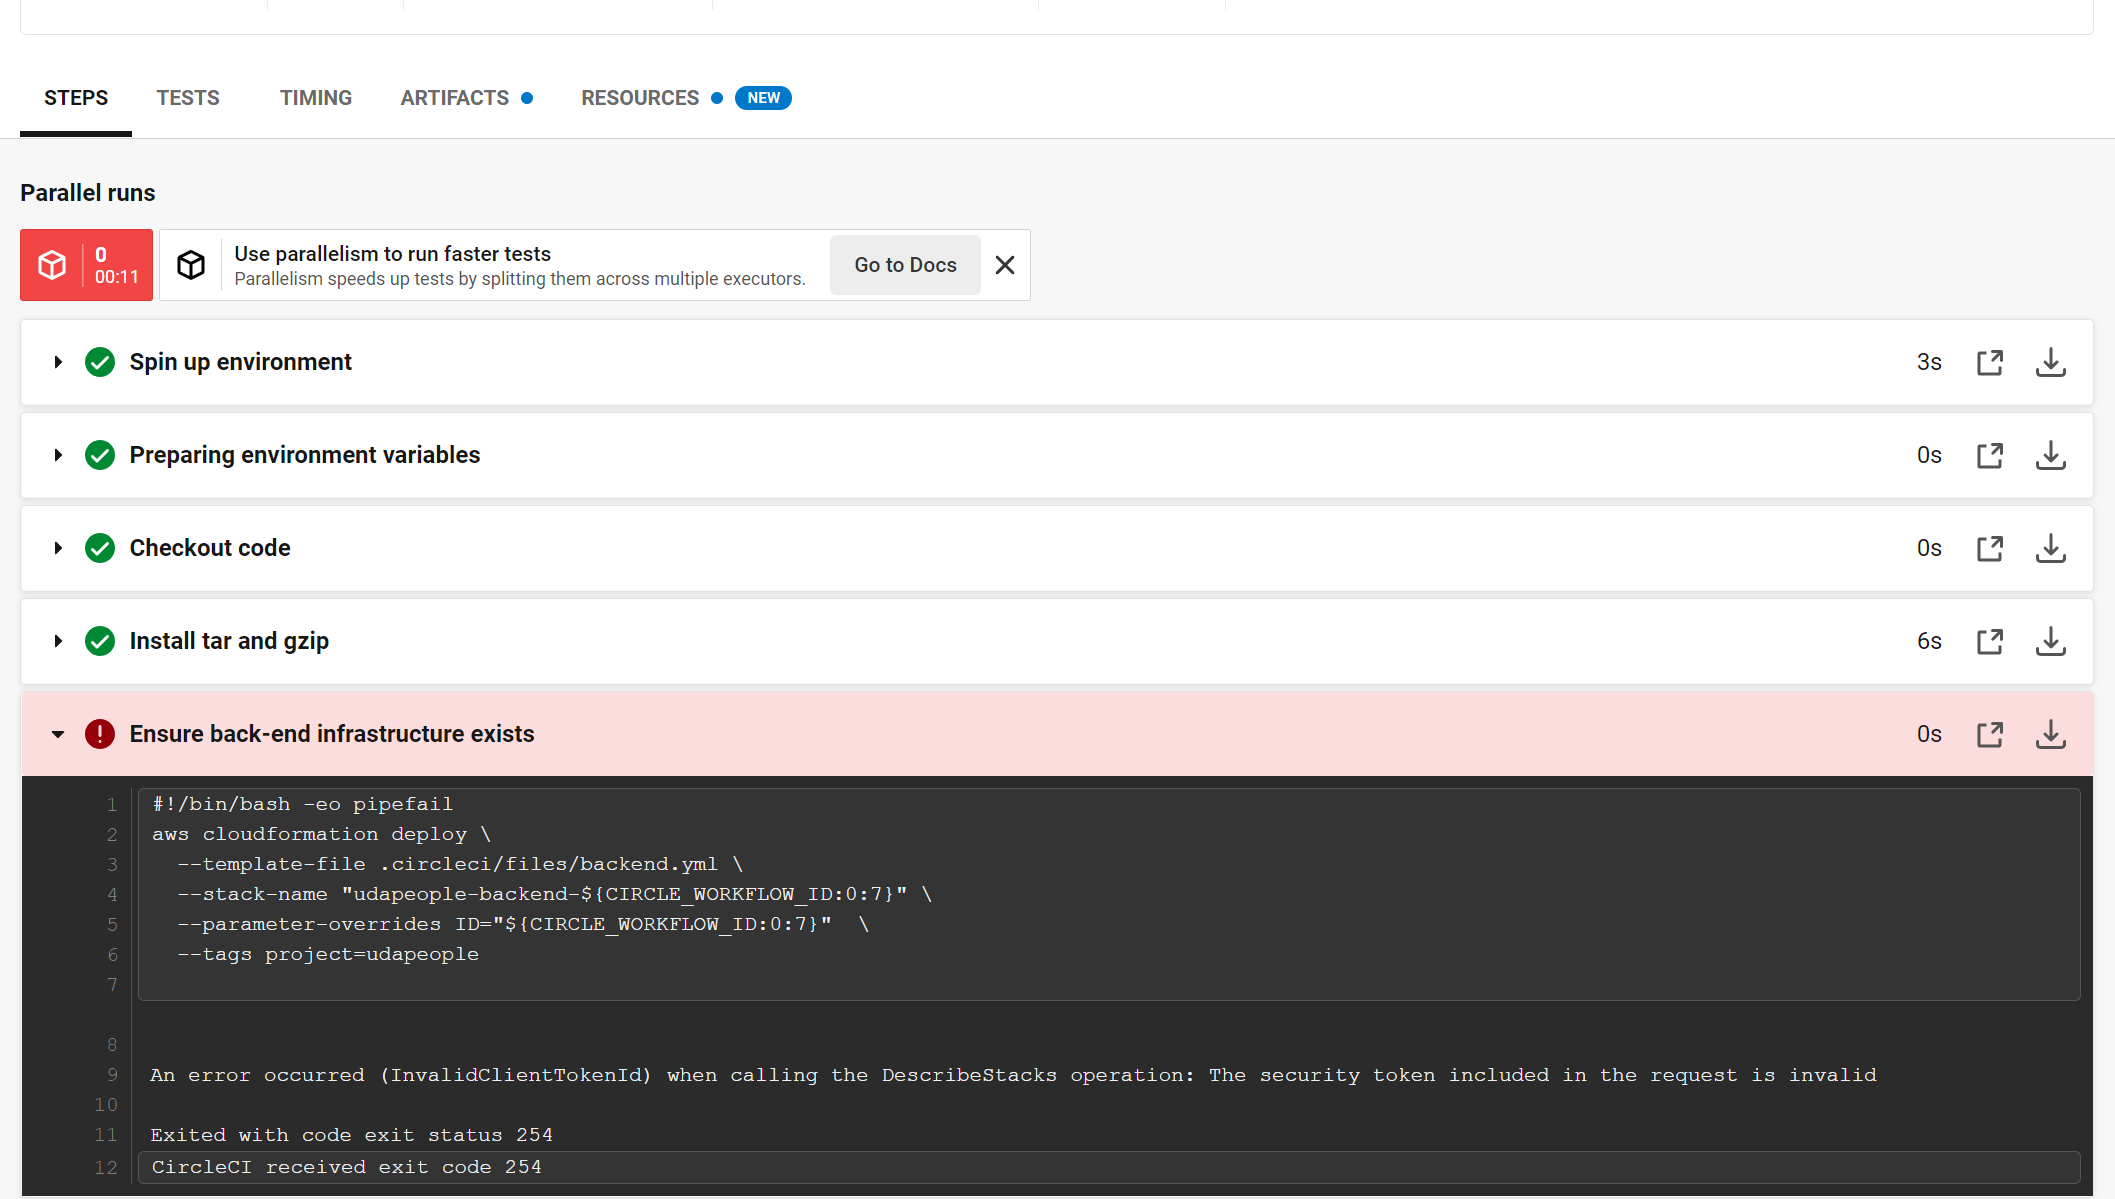 STEPS TESTS TIMING ARTIFACTS RESOURCES NEW
Parallel runs
0
00:11
Use parallelism to run faster tests
Parallelism speeds up tests by splitting them across multiple executors.
Go to Docs
Spin up environment 3s
Preparing environment variables 0s
Checkout code 0s
Install tar and gzip 6s
Ensure back-end infrastructure exists 0s
1 #!/bin/bash -eo pipefail
2 aws cloudformation deploy \
3 --template-file .circleci/files/backend.yml \
4 --stack-name "udapeople-backend-${CIRCLE_WORKFLOW_ID:0:7}" \
5 --parameter-overrides ID="${CIRCLE_WORKFLOW_ID:0:7}" \
6 --tags project=udapeople
7
8
9 An error occurred (InvalidClientTokenId) when calling the DescribeStacks operation: The security token included in the request is invalid
10
11 Exited with code exit status 254
12 CircleCI received exit code 254